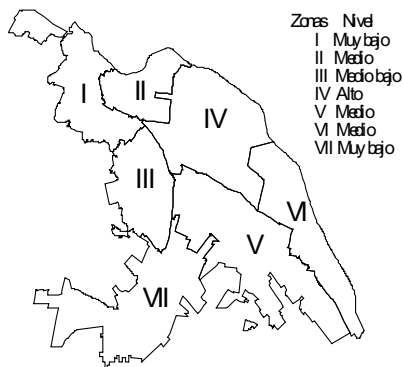 Zonas Nivel
I Muy bajo
II Medio
III Medio bajo
IV Alto
V Medio
VI Medio
VII Muy bajo
I
II
IV
III
VI
V
VII